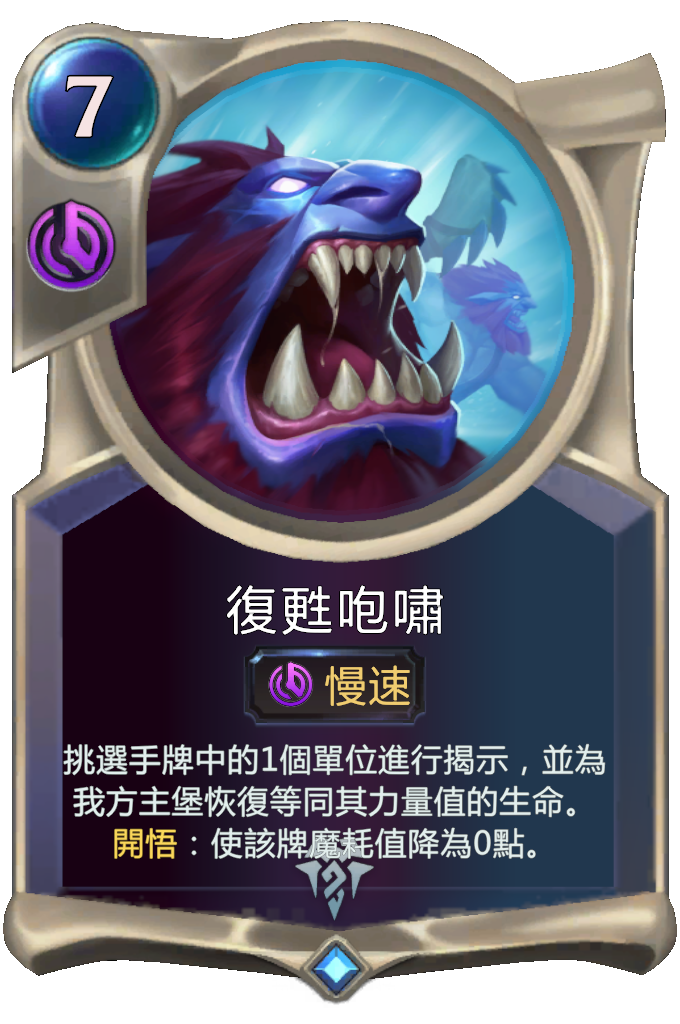 7
復甦咆嘯
慢速
挑選手牌中的1個單位進行揭示，並為
我方主堡恢復等同其力量值的生命。
開悟：使該牌魔耗值降為0點。